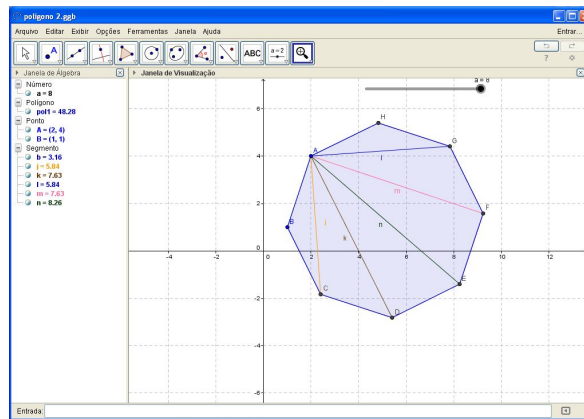 poligono 2.ggb
Arquivo Editar Exibir Opções Ferramentas Janela Ajuda Entrar...
ABC a=2
?
Janela de Álgebra
Janela de Visualização
Número
a = 8
Polígono
pol1 = 48.28
Ponto
A = (2, 4)
B = (1, 1)
Segmento
b = 3.16
j = 5.84
k = 7.63
l = 5.84
m = 7.63
n = 8.26
a = 8
H
G
A
l
m
F
B
j
n
k
E
C
D
6
4
2
0
-2
-4
-6
-4 -2 0 2 4 6 8 10 12
Entrada: